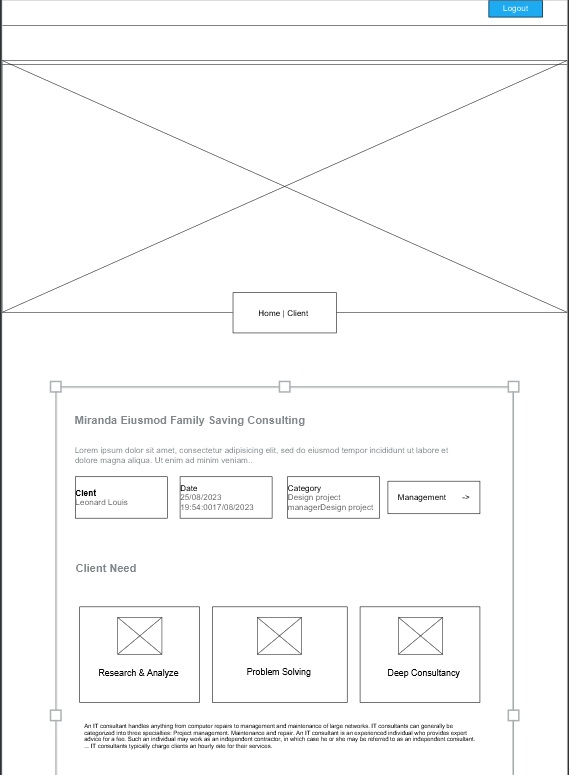 Logout
Home | Client
Miranda Eiusmod Family Saving Consulting
Lorem ipsum dolor sit amet, consectetur adipisicing elit, sed do eiusmod tempor incididunt ut labore et
dolore magna aliqua. Ut enim ad minim veniam..
Cient
Leonard Louis
Date
25/08/2023
19:54:0017/08/2023
Category
Design project
managerDesign project
Management ->
Client Need
Research & Analyze
Problem Solving
Deep Consultancy
An IT consultant handles anything from computer repairs to management and maintenance of large networks. IT consultants can generally be
categorized into three specialties: Project management. Maintenance and repair. An IT consultant is an experienced individual who provides expert
advice for a fee. Such an individual may work as an independent contractor, in which case he or she may be referred to as an independent consultant.
... IT consultants typically charge clients an hourly rate for their services.